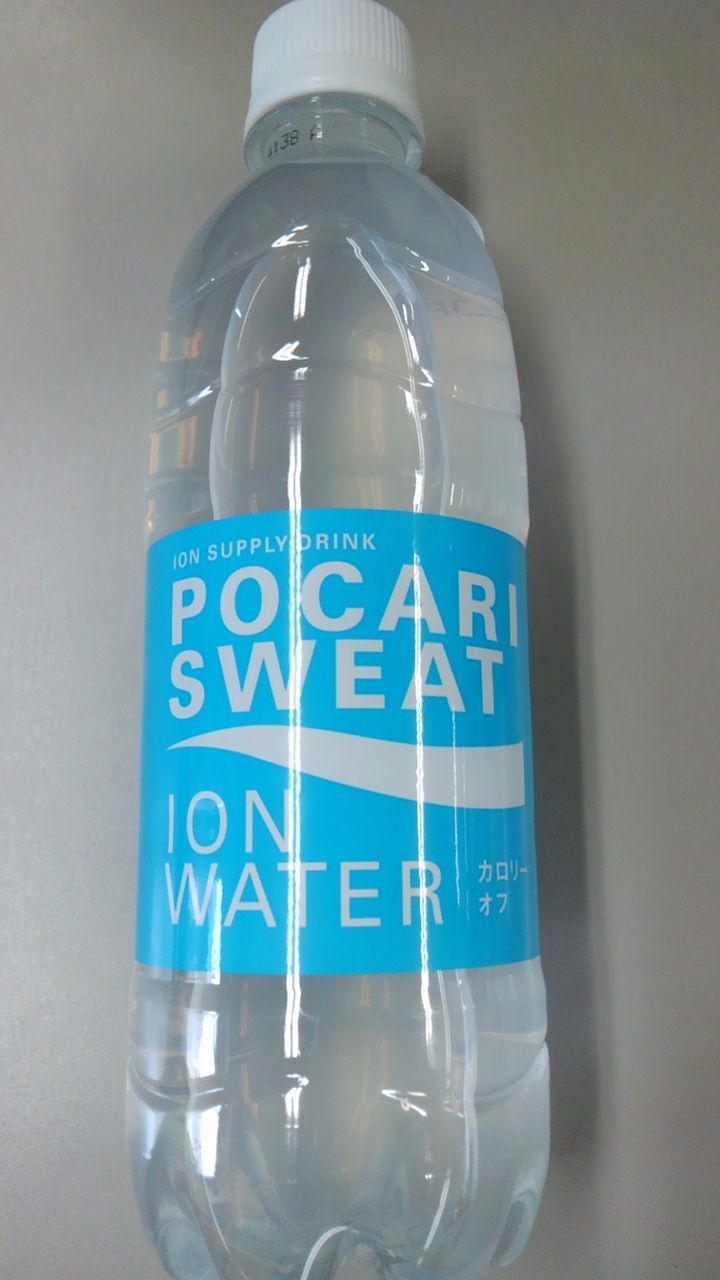 ION SUPPLY DRINK
POCARI
SWEAT
ION
WATER
カロリー
オフ